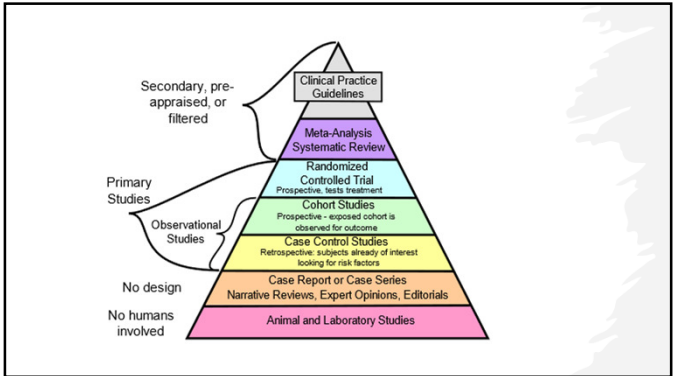 Clinical Practice
Guidelines
Secondary, pre-
appraised, or
filtered
Meta-Analysis
Systematic Review
Randomized
Controlled Trial
Prospective, tests treatment
Primary
Studies
Cohort Studies
Prospective - exposed cohort is
observed for outcome
Observational
Studies
Case Control Studies
Retrospective: subjects already of interest
looking for risk factors
No design
Case Report or Case Series
Narrative Reviews, Expert Opinions, Editorials
No humans
involved
Animal and Laboratory Studies